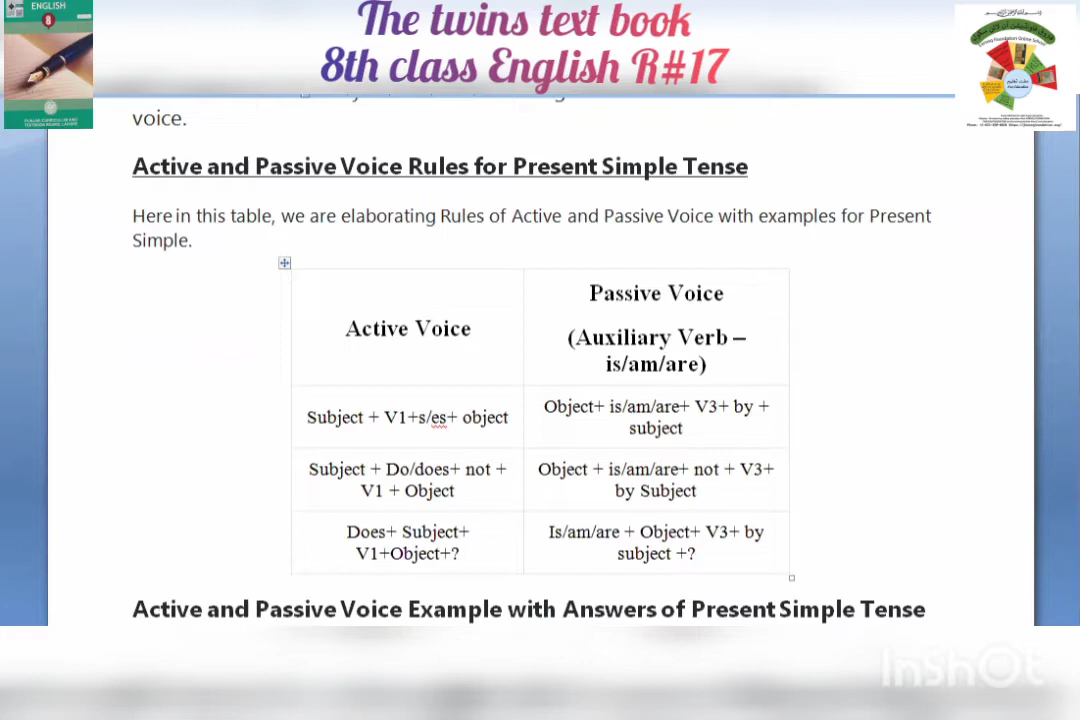 ENGLISH
8
The twins text book
8th class English R#17
voice.
Active and Passive Voice Rules for Present Simple Tense
Here in this table, we are elaborating Rules of Active and Passive Voice with examples for Present
Simple.
Active Voice
Passive Voice
(Auxiliary Verb –
is/am/are)
Subject + V1+s/es+ object
Object+ is/am/are+ V3+ by +
subject
Subject + Do/does+ not +
V1 + Object
Object + is/am/are+ not + V3+
by Subject
Does+ Subject+
V1+Object+?
Is/am/are + Object+ V3+ by
subject +?
Active and Passive Voice Example with Answers of Present Simple Tense
InshOt